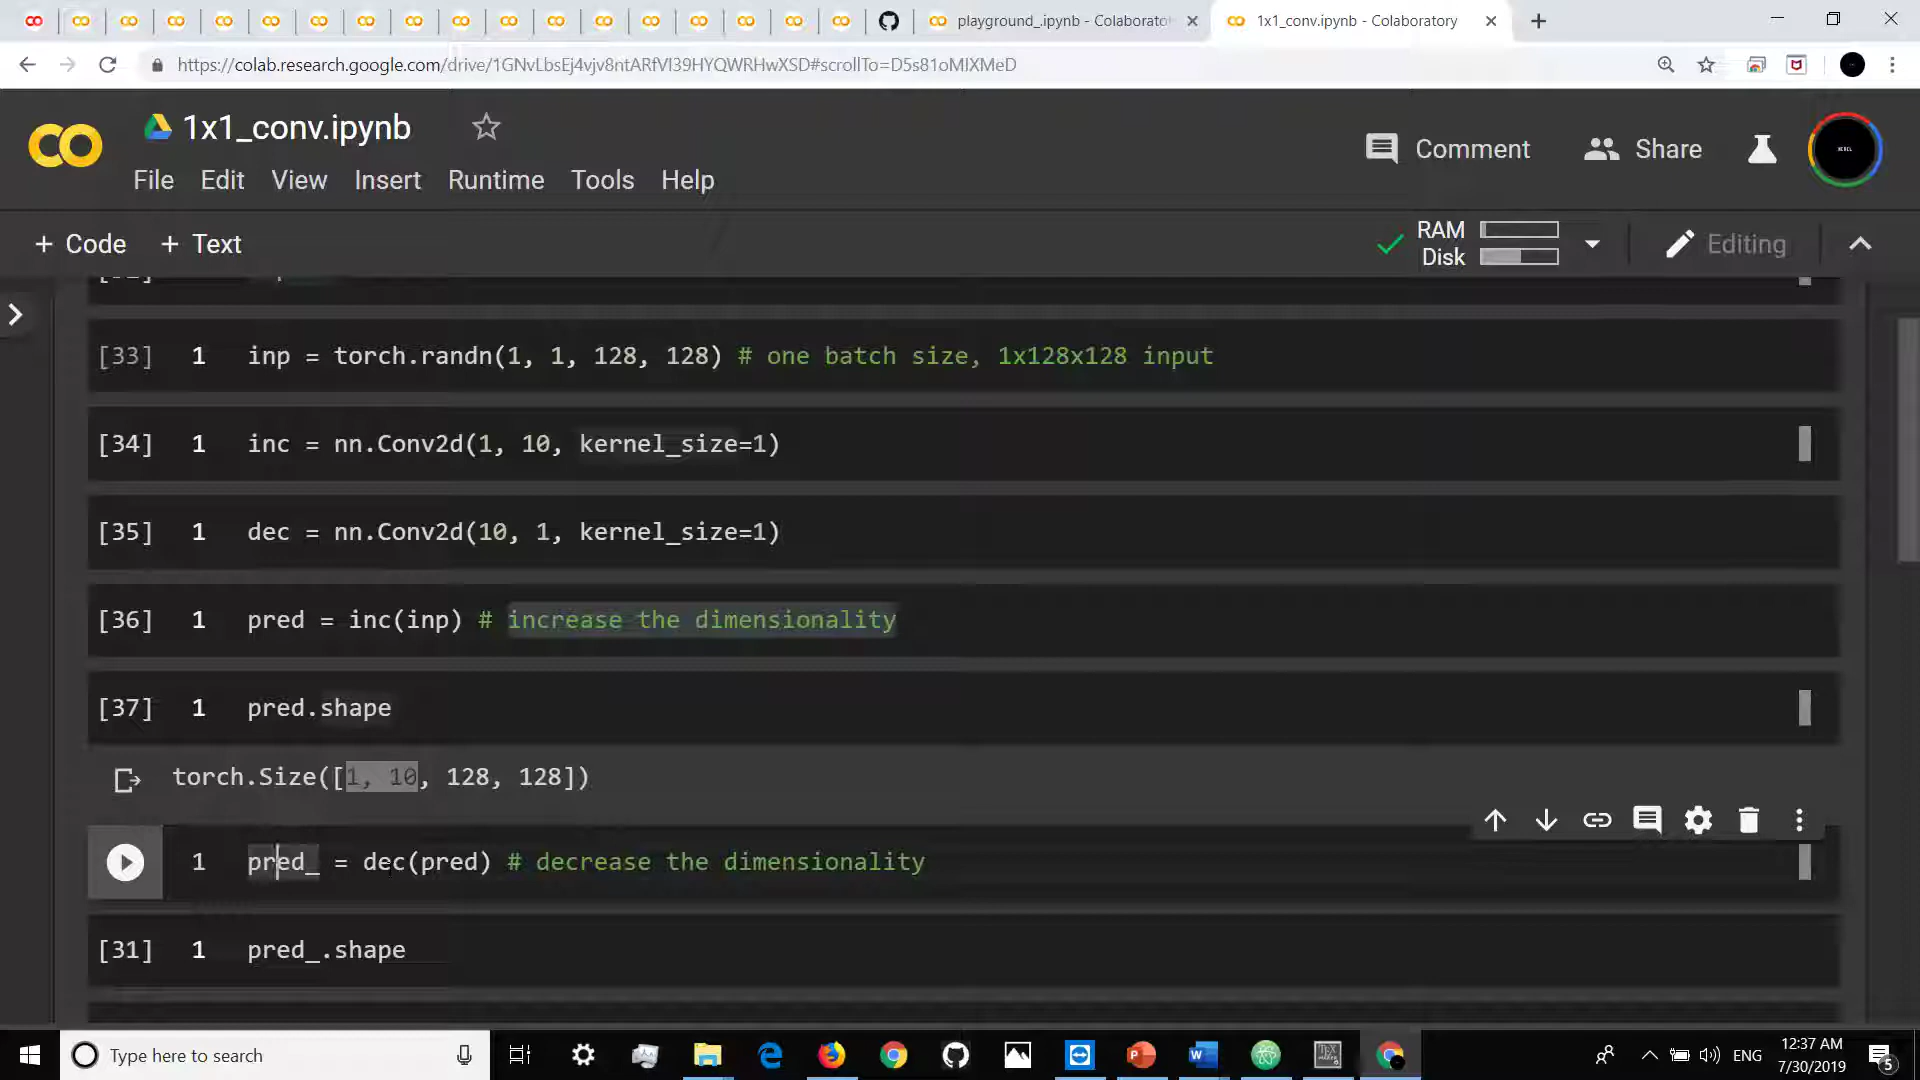 playground_.ipynb - Colaborato
1x1_conv.ipynb - Colaboratory
https://colab.research.google.com/drive/1GNvLbsEj4vjv8ntARfVl39HYQWRHwXSD#scrollTo=D5s81oMIXMeD
1x1_conv.ipynb
Comment
Share
File Edit View Insert Runtime Tools Help
+ Code + Text
RAM
Disk
Editing
[33] 1 inp = torch.randn(1, 1, 128, 128) # one batch size, 1x128x128 input
[34] 1 inc = nn.Conv2d(1, 10, kernel_size=1)
[35] 1 dec = nn.Conv2d(10, 1, kernel_size=1)
[36] 1 pred = inc(inp) # increase the dimensionality
[37] 1 pred.shape
torch.Size([1, 10, 128, 128])
1 pred_ = dec(pred) # decrease the dimensionality
[31] 1 pred_.shape
Type here to search
ENG
12:37 AM
7/30/2019
5